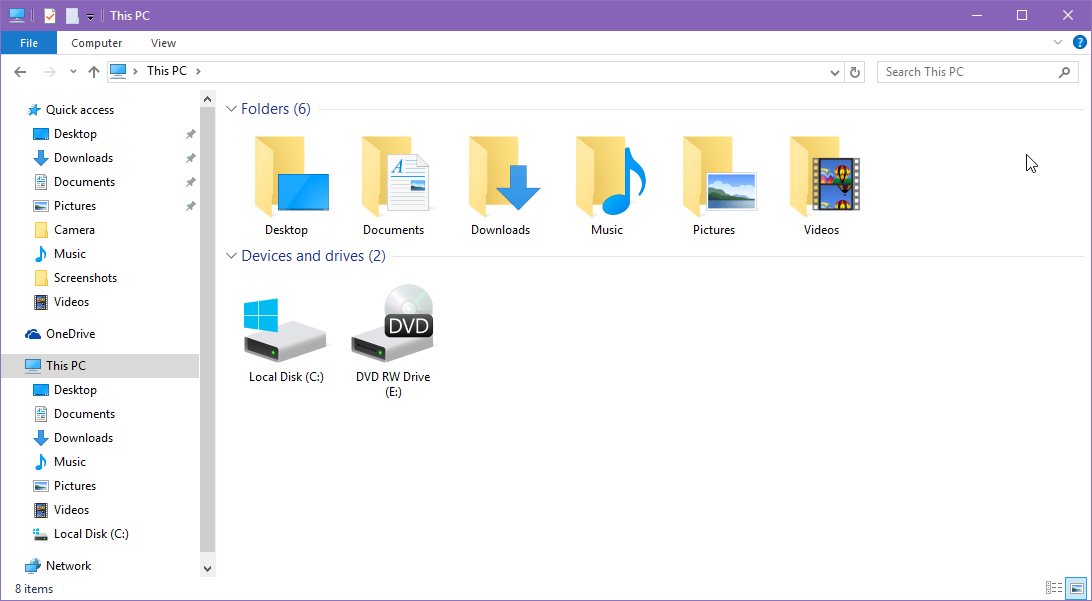 This PC
File Computer View
?
This PC
Search This PC
Quick access
Desktop
Downloads
Documents
Pictures
Camera
Music
Screenshots
Videos
OneDrive
This PC
Desktop
Documents
Downloads
Music
Pictures
Videos
Local Disk (C:)
Network
Folders (6)
A
Desktop Documents Downloads Music Pictures Videos
Devices and drives (2)
DVD
Local Disk (C:) DVD RW Drive
(E:)
8 items